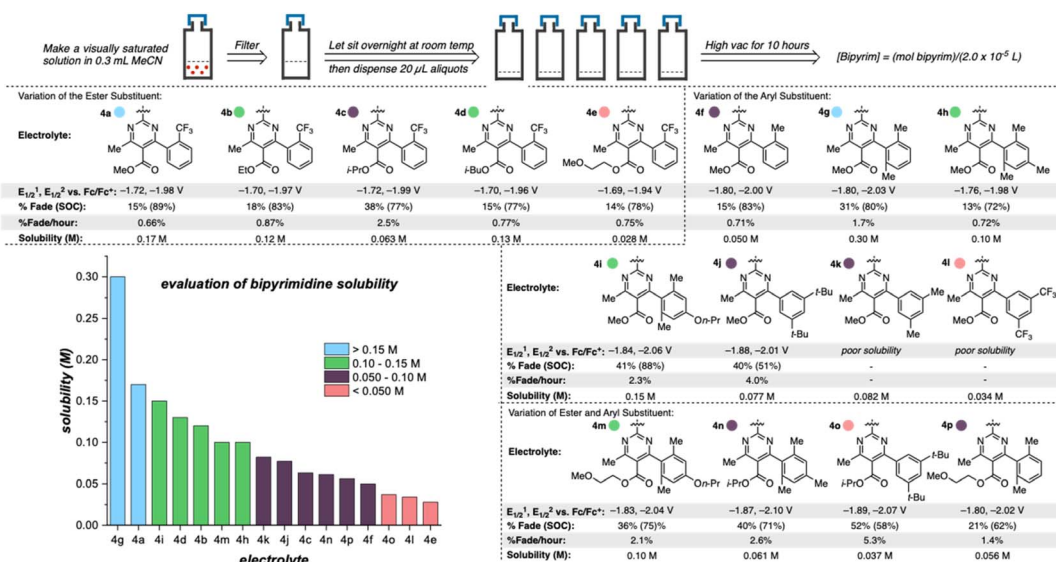 Make a visually saturated
solution in 0.3 mL MeCN
Filter
Let sit overnight at room temp
then dispense 20 µL aliquots
High vac for 10 hours
[Bipyrim] = (mol bipyrim)/(2.0 x 10⁻⁵ L)
Variation of the Ester Substituent:
4a
4b
4c
4d
4e
Electrolyte:
N N CF₃ Me MeO O
N N CF₃ Me EtO O
N N CF₃ Me i-PrO O
N N CF₃ Me i-BuO O
N N CF₃ Me MeO O O
E₁/₂¹, E₁/₂² vs. Fc/Fc⁺: −1.72, −1.98 V −1.70, −1.97 V −1.72, −1.99 V −1.70, −1.96 V −1.69, −1.94 V
% Fade (SOC): 15% (89%) 18% (83%) 38% (77%) 15% (77%) 14% (78%)
%Fade/hour: 0.66% 0.87% 2.5% 0.77% 0.75%
Solubility (M): 0.17 M 0.12 M 0.063 M 0.13 M 0.028 M
Variation of the Aryl Substituent:
4f
4g
4h
N N Me Me MeO O
N N Me Me MeO O Me
N N Me Me MeO O Me Me
−1.80, −2.00 V −1.80, −2.03 V −1.76, −1.98 V
15% (83%) 31% (80%) 13% (72%)
0.71% 1.7% 0.72%
0.050 M 0.30 M 0.10 M
4i
4j
4k
4l
Electrolyte:
N N Me Me MeO O Me On-Pr
N N t-Bu Me MeO O t-Bu
N N Me Me MeO O Me
N N CF₃ Me MeO O CF₃
E₁/₂¹, E₁/₂² vs. Fc/Fc⁺: −1.84, −2.06 V −1.88, −2.01 V poor solubility poor solubility
% Fade (SOC): 41% (88%) 40% (51%) - -
%Fade/hour: 2.3% 4.0% - -
Solubility (M): 0.15 M 0.077 M 0.082 M 0.034 M
Variation of Ester and Aryl Substituent:
4m
4n
4o
4p
Electrolyte:
N N Me Me MeO O O Me On-Pr
N N Me Me i-PrO O Me Me
N N t-Bu Me i-PrO O t-Bu
N N Me Me MeO O O Me
E₁/₂¹, E₁/₂² vs. Fc/Fc⁺: −1.83, −2.04 V −1.87, −2.10 V −1.89, −2.07 V −1.80, −2.02 V
% Fade (SOC): 36% (75)% 40% (71%) 52% (58%) 21% (62%)
%Fade/hour: 2.1% 2.6% 5.3% 1.4%
Solubility (M): 0.10 M 0.061 M 0.037 M 0.056 M
evaluation of bipyrimidine solubility
> 0.15 M
0.10 - 0.15 M
0.050 - 0.10 M
< 0.050 M
solubility (M)
0.30
0.25
0.20
0.15
0.10
0.05
0.00
4g 4a 4i 4d 4b 4m 4h 4k 4j 4c 4n 4p 4f 4o 4l 4e
electrolyte